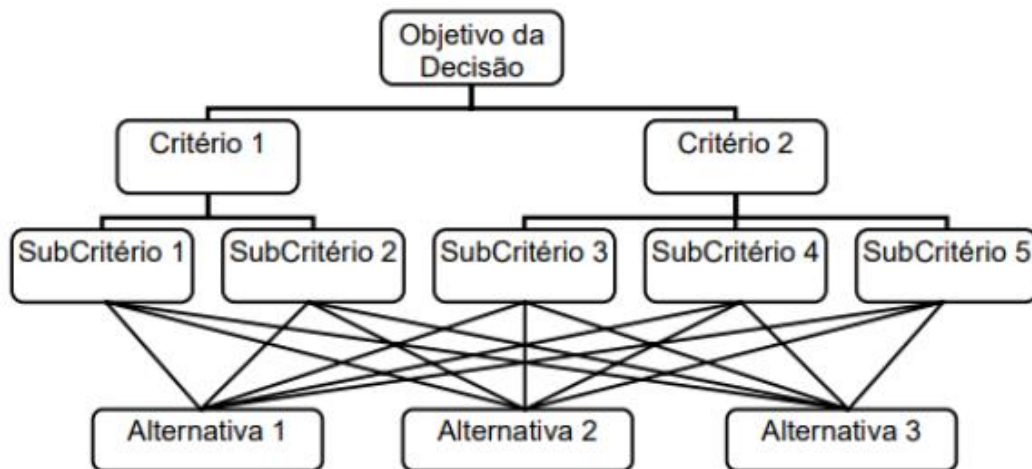 Objetivo da
Decisão
Critério 1
Critério 2
SubCritério 1
SubCritério 2
SubCritério 3
SubCritério 4
SubCritério 5
Alternativa 1
Alternativa 2
Alternativa 3